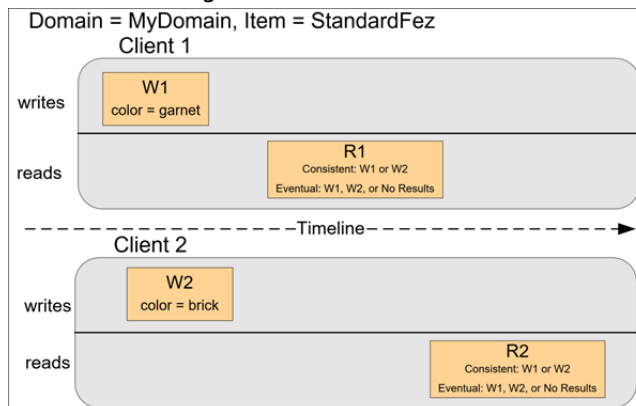 Domain = MyDomain, Item = StandardFez
Client 1
writes
W1
color = garnet
reads
R1
Consistent: W1 or W2
Eventual: W1, W2, or No Results
Timeline
Client 2
writes
W2
color = brick
reads
R2
Consistent: W1 or W2
Eventual: W1, W2, or No Results